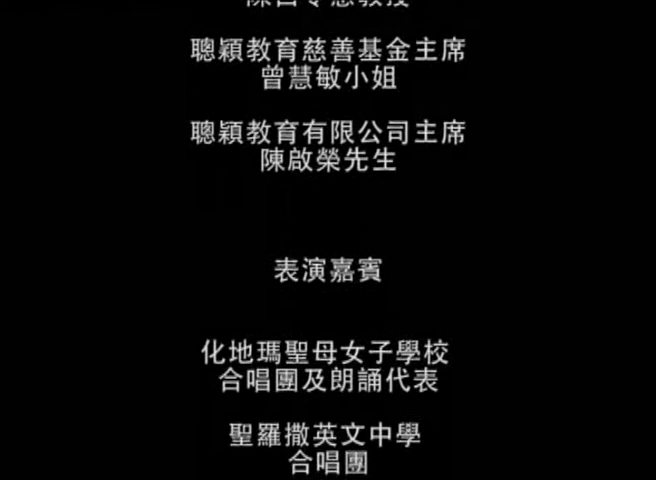 聰穎教育慈善基金主席
曾慧敏小姐
聰穎教育有限公司主席
陳啟榮先生
表演嘉賓
化地瑪聖母女子學校
合唱團及朗誦代表
聖羅撒英文中學
合唱團